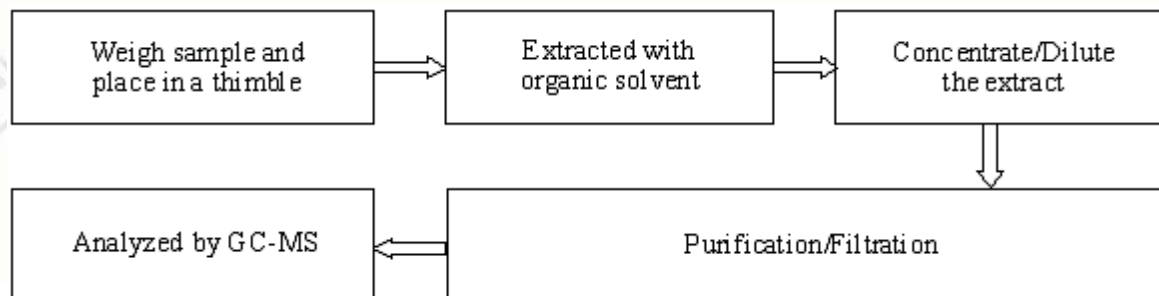 Weigh sample and
place in a thimble
Extracted with
organic solvent
Concentrate/Dilute
the extract
Purification/Filtration
Analyzed by GC-MS